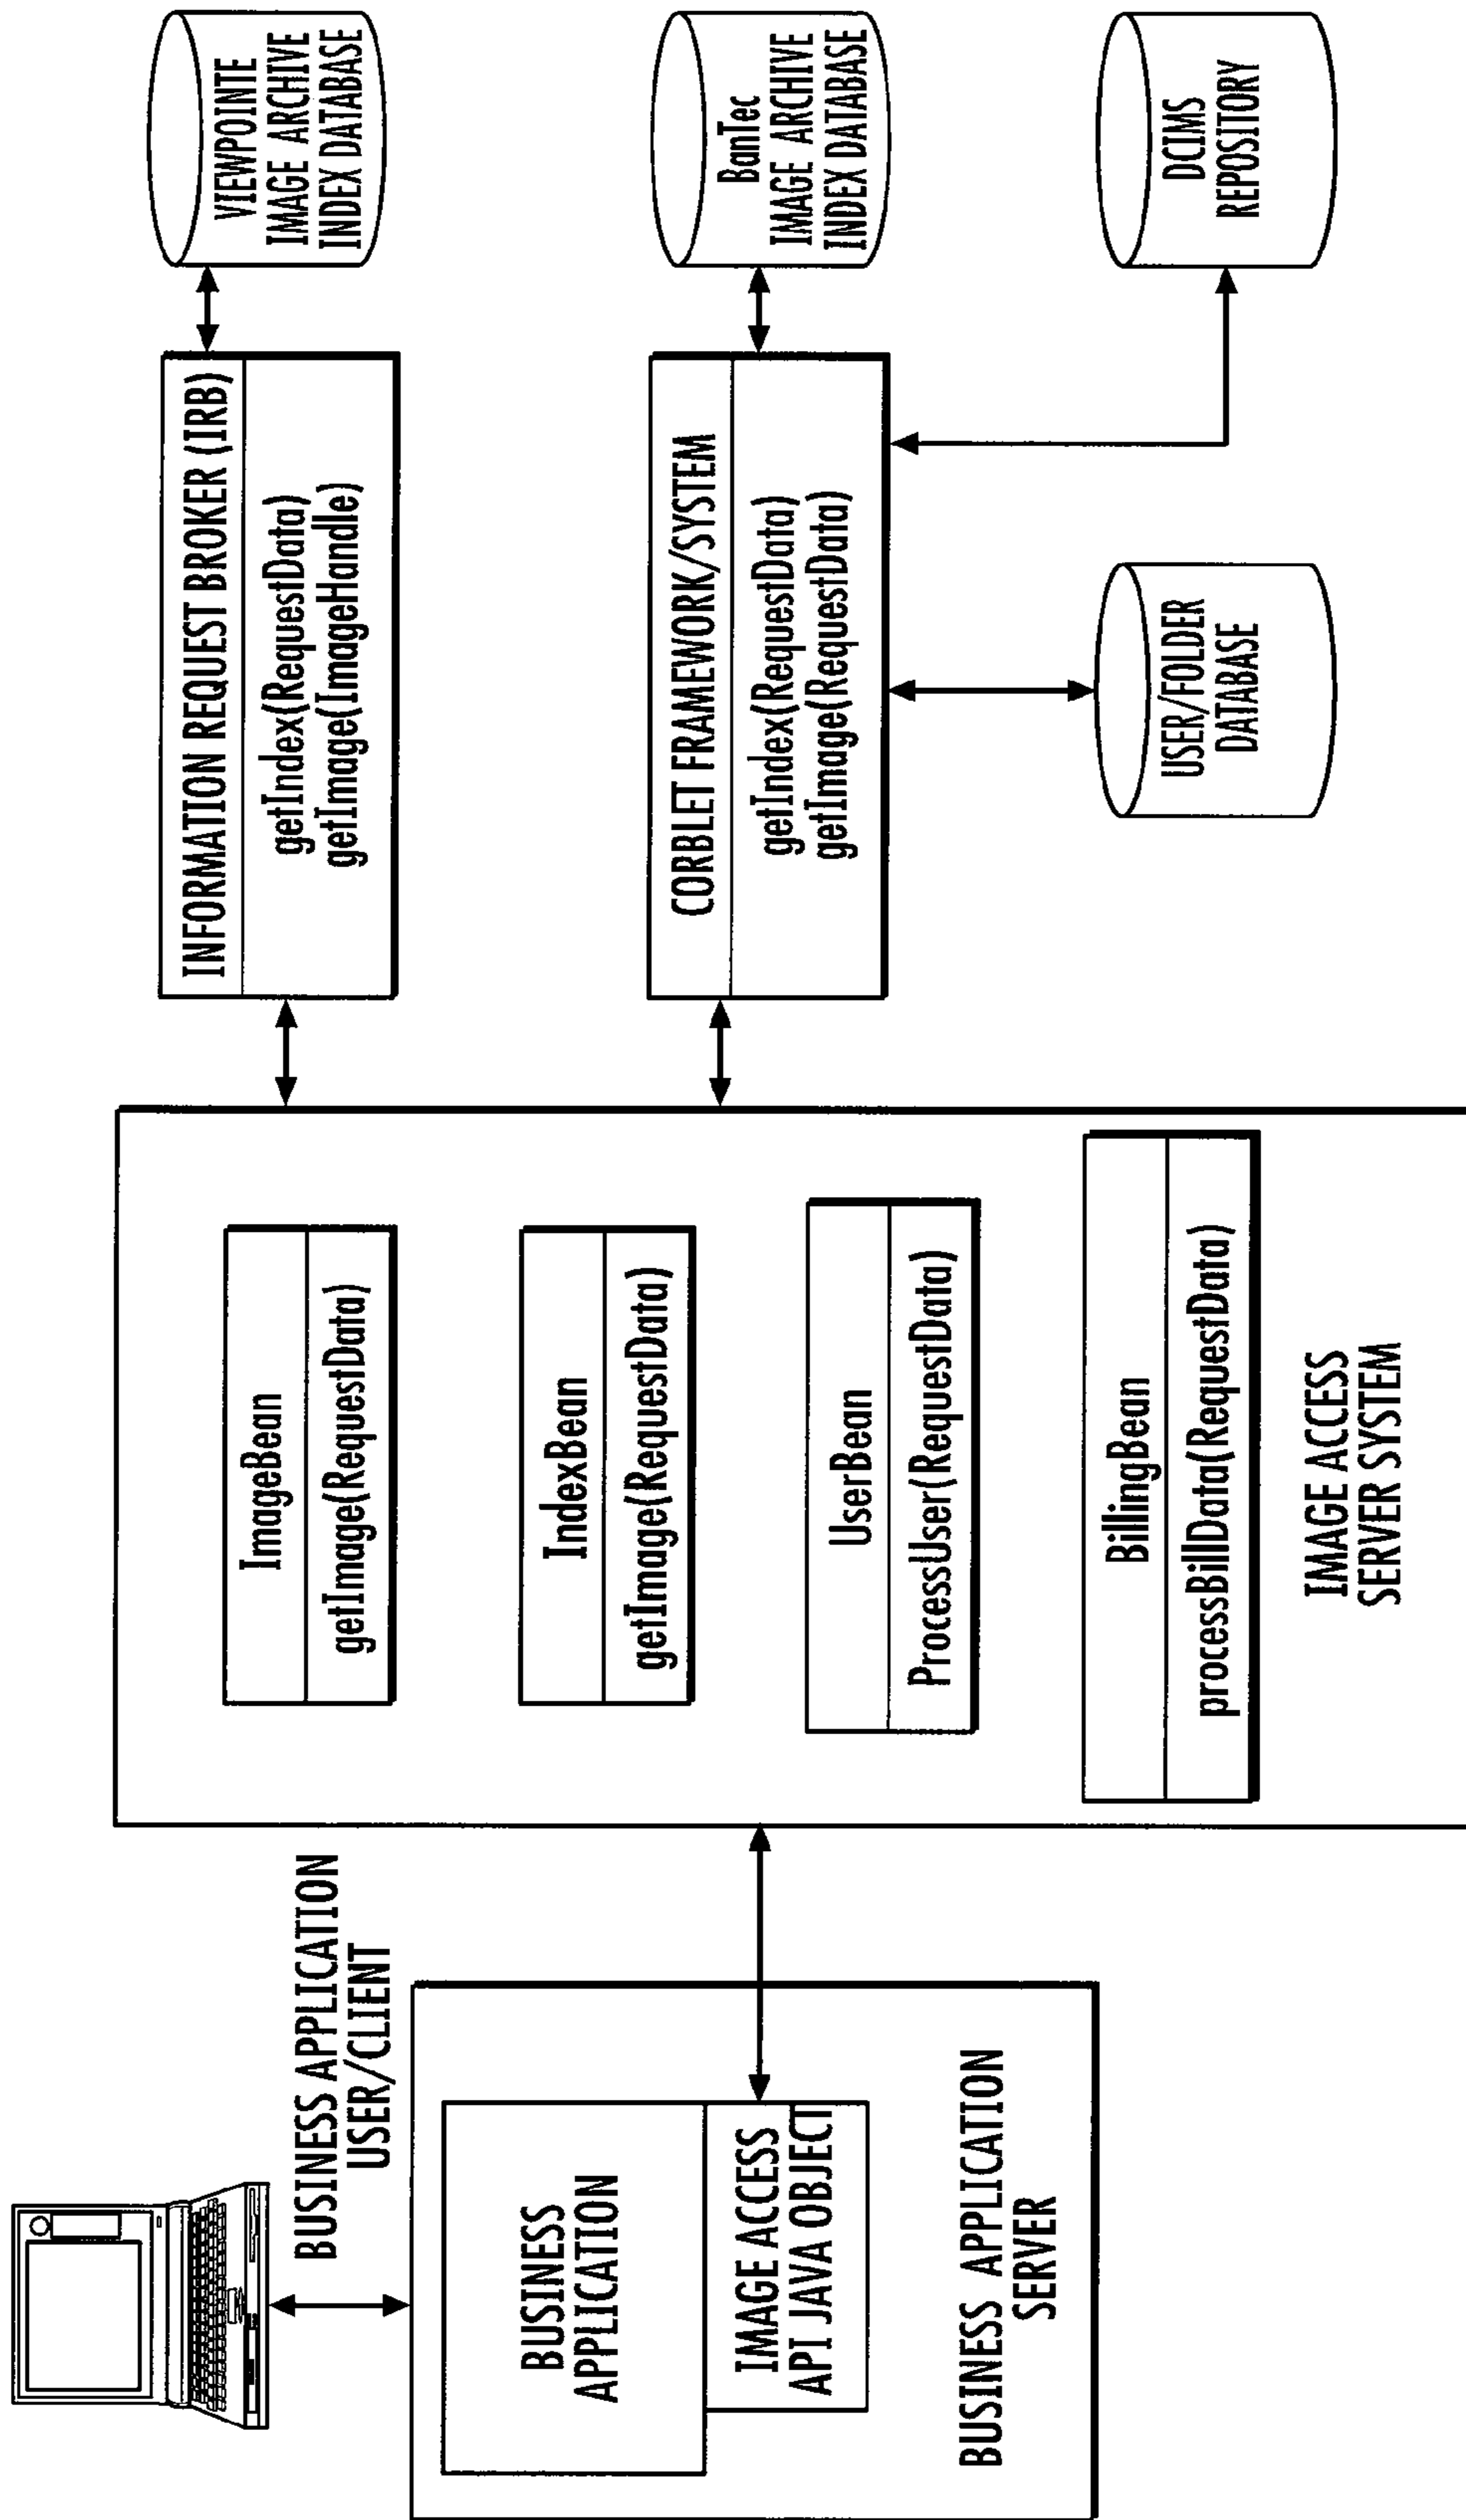 BUSINESS APPLICATION
USER/CLIENT
BUSINESS
APPLICATION
IMAGE ACCESS
API JAVA OBJECT
BUSINESS APPLICATION
SERVER
ImageBean
getImage(RequestData)
IndexBean
getImage(RequestData)
UserBean
ProcessUser(RequestData)
BillingBean
processBillData(RequestData)
IMAGE ACCESS
SERVER SYSTEM
INFORMATION REQUEST BROKER (IRB)
getIndex(RequestData)
getImage(ImageHandle)
CORBLET FRAMEWORK/SYSTEM
getIndex(RequestData)
getImage(RequestData)
USER/FOLDER
DATABASE
VIEWPOINTE
IMAGE ARCHIVE
INDEX DATABASE
BanTec
IMAGE ARCHIVE
INDEX DATABASE
DCIMS
REPOSITORY